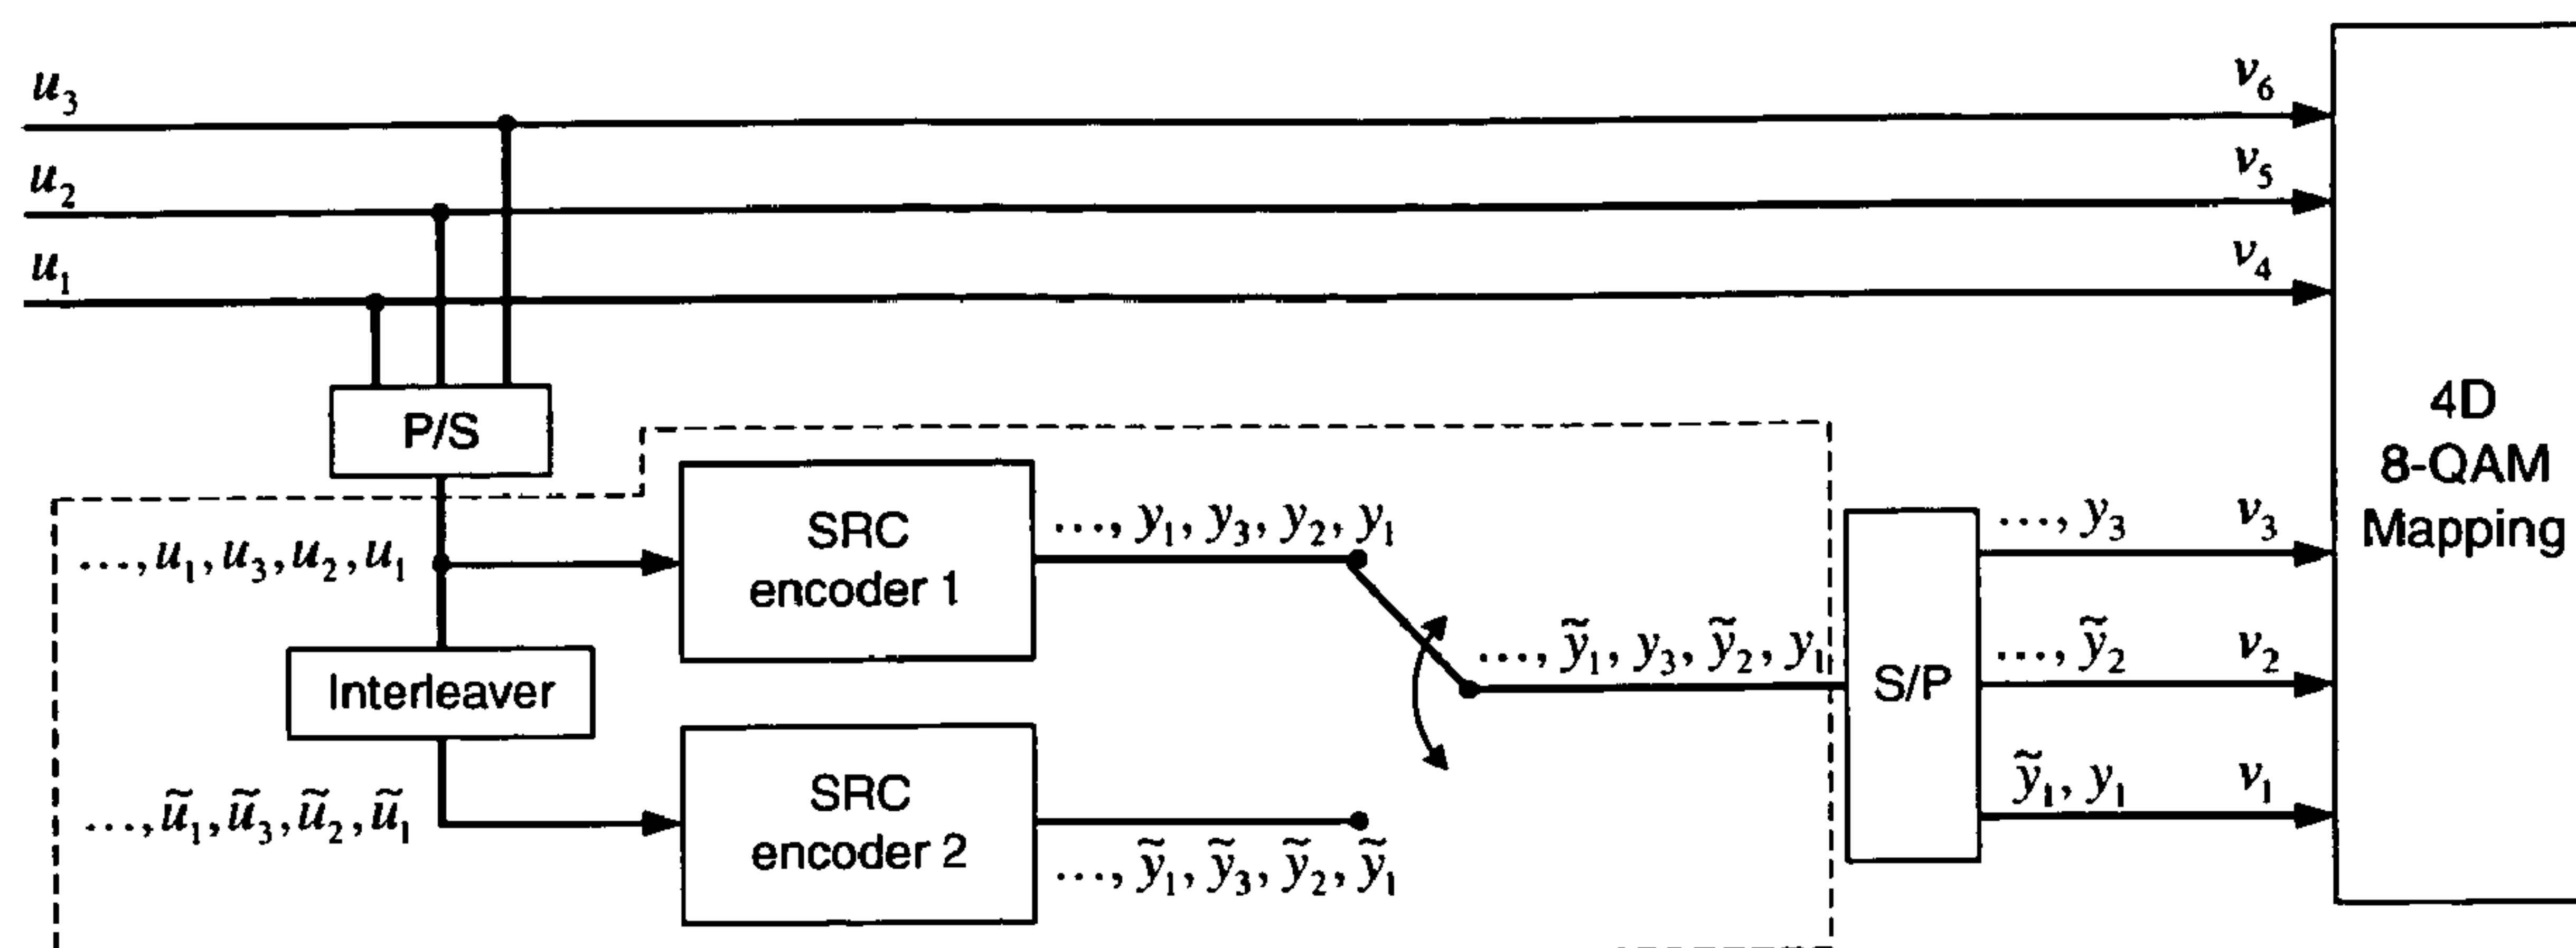 u₃
v₆
u₂
v₅
u₁
v₄
P/S
4D
8-QAM
Mapping
SRC
encoder 1
..., y₁, y₃, y₂, y₁
..., u₁, u₃, u₂, u₁
..., ỹ₁, y₃, ỹ₂, y₁
S/P
..., y₃
v₃
..., ỹ₂
v₂
ỹ₁, y₁
v₁
Interleaver
..., ũ₁, ũ₃, ũ₂, ũ₁
SRC
encoder 2
..., ỹ₁, ỹ₃, ỹ₂, ỹ₁